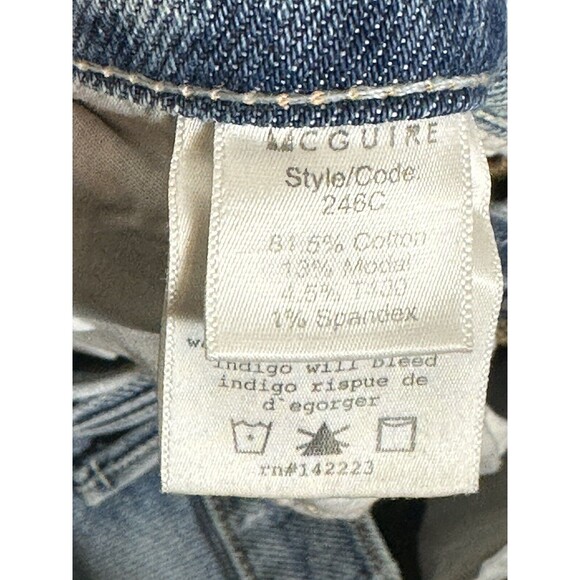 MCGUIRE
Style/Code
246C
81.5% Cotton
13% Modal
4.5% T400
1% Spandex
indigo will bleed
indigo rispue de
d`egorger
rn#142223